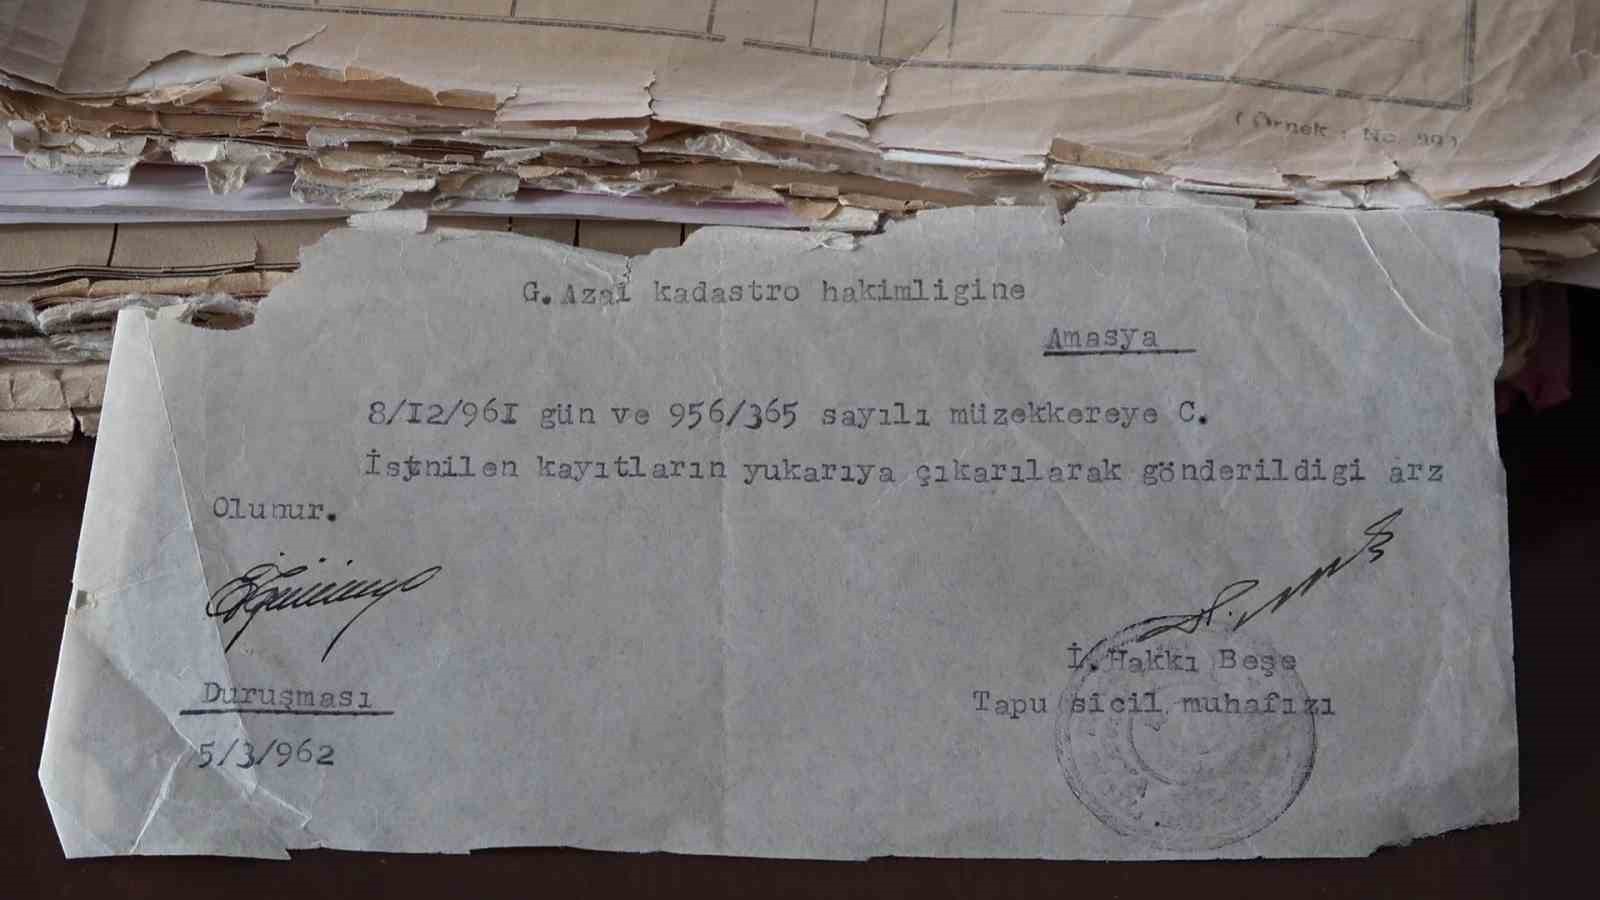 ( Örnek : No. 99)
G. Azai kadastro hakimligine
Amasya
8/I2/96I gün ve 956/365 sayılı müzekkereye C.
İstnilen kayıtların yukarıya çıkarılarak gönderildigi arz
Olunur.
İ. Hakkı Beşe
Tapu sicil muhafızı
Duruşması
5/3/962